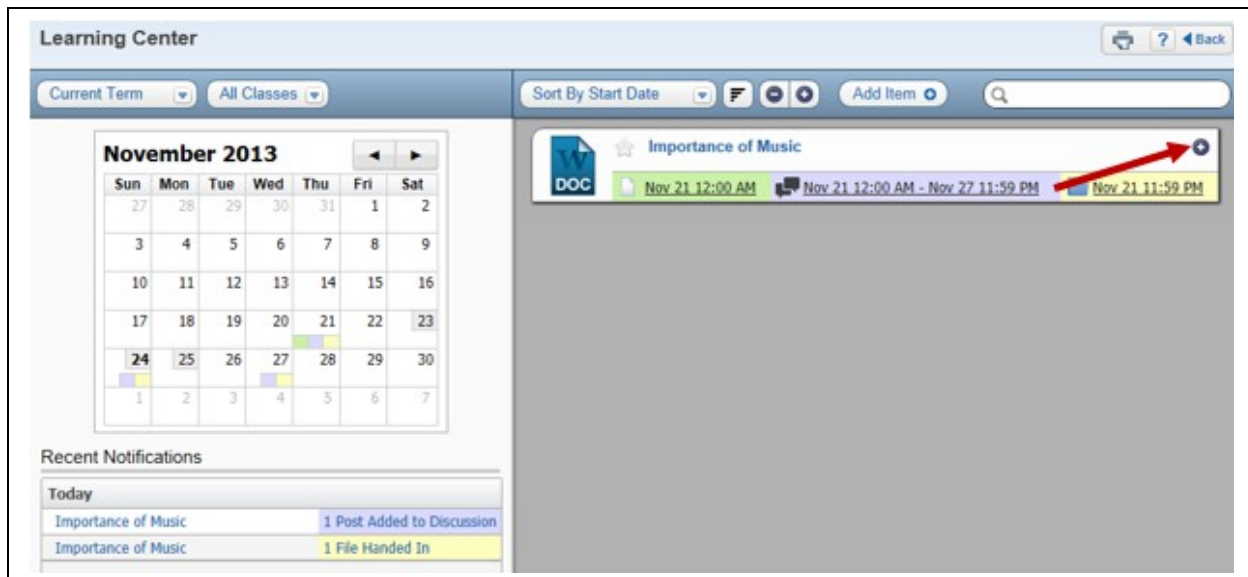 Learning Center
? Back
Current Term All Classes
Sort By Start Date Add Item
November 2013
Sun Mon Tue Wed Thu Fri Sat
27 28 29 30 31 1 2
3 4 5 6 7 8 9
10 11 12 13 14 15 16
17 18 19 20 21 22 23
24 25 26 27 28 29 30
1 2 3 4 5 6 7
W
DOC
Importance of Music
Nov 21 12:00 AM Nov 21 12:00 AM - Nov 27 11:59 PM Nov 21 11:59 PM
Recent Notifications
Today
Importance of Music 1 Post Added to Discussion
Importance of Music 1 File Handed In